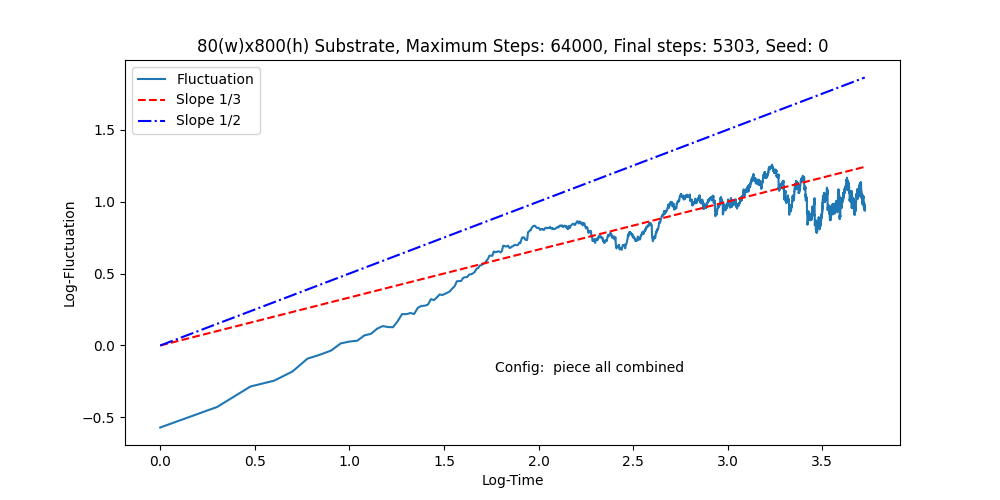 80(w)x800(h) Substrate, Maximum Steps: 64000, Final steps: 5303, Seed: 0
Fluctuation
Slope 1/3
Slope 1/2
1.5
1.0
0.5
0.0
−0.5
Log-Fluctuation
Config:  piece all combined
0.0 0.5 1.0 1.5 2.0 2.5 3.0 3.5
Log-Time